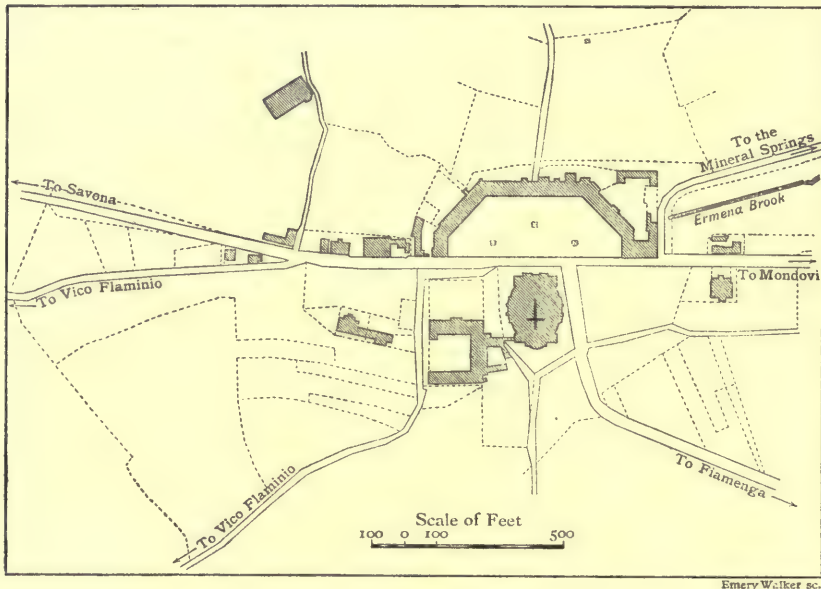 To the
Mineral Springs
To Savona
Ermena Brook
To Mondovi
To Vico Flaminio
To Vico Flaminio
To Fiamenga
Scale of Feet
100 0 100 500
Emery Walker sc.